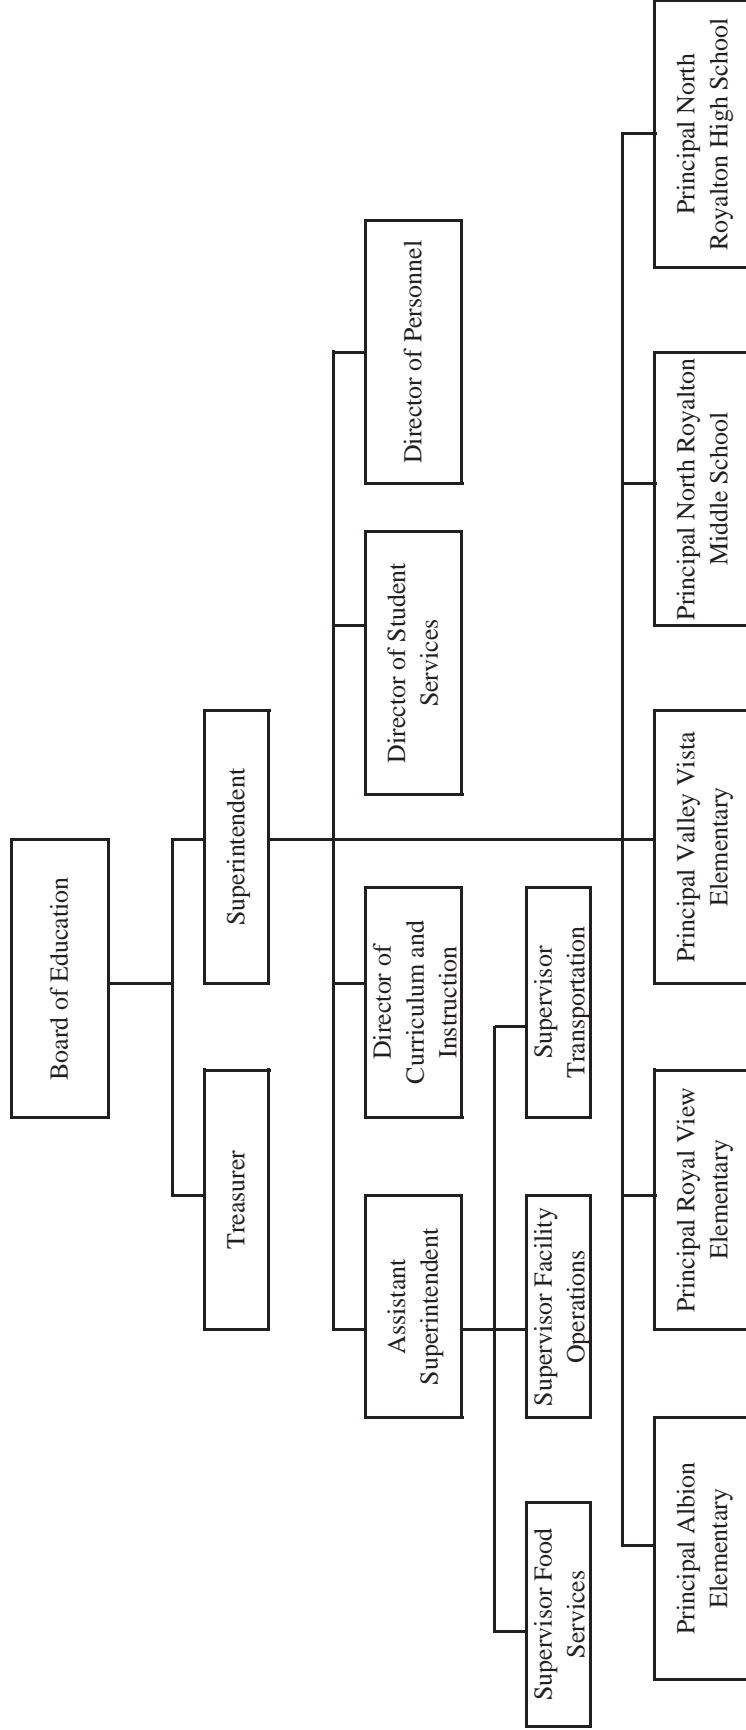 Board of Education
Treasurer
Superintendent
Assistant
Superintendent
Director of
Curriculum and
Instruction
Director of Student
Services
Director of Personnel
Supervisor Food
Services
Supervisor Facility
Operations
Supervisor
Transportation
Principal Albion
Elementary
Principal Royal View
Elementary
Principal Valley Vista
Elementary
Principal North Royalton
Middle School
Principal North
Royalton High School